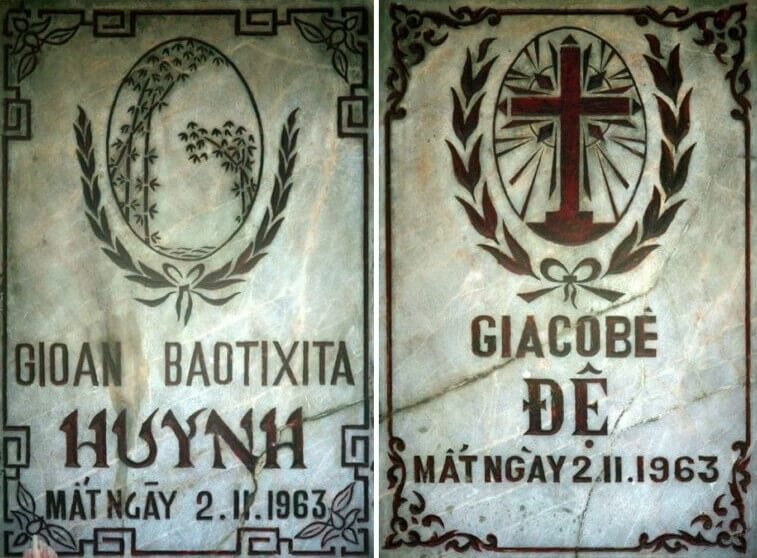 GIOAN BAOTIXITA
HUYNH
MẤT NGÀY 2.11.1963
GIACOBÊ
ĐỆ
MẤT NGÀY 2.11.1963